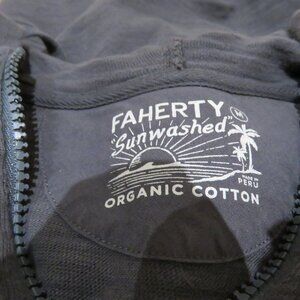 FAHERTY M
"Sunwashed"
MADE IN
PERU
ORGANIC COTTON